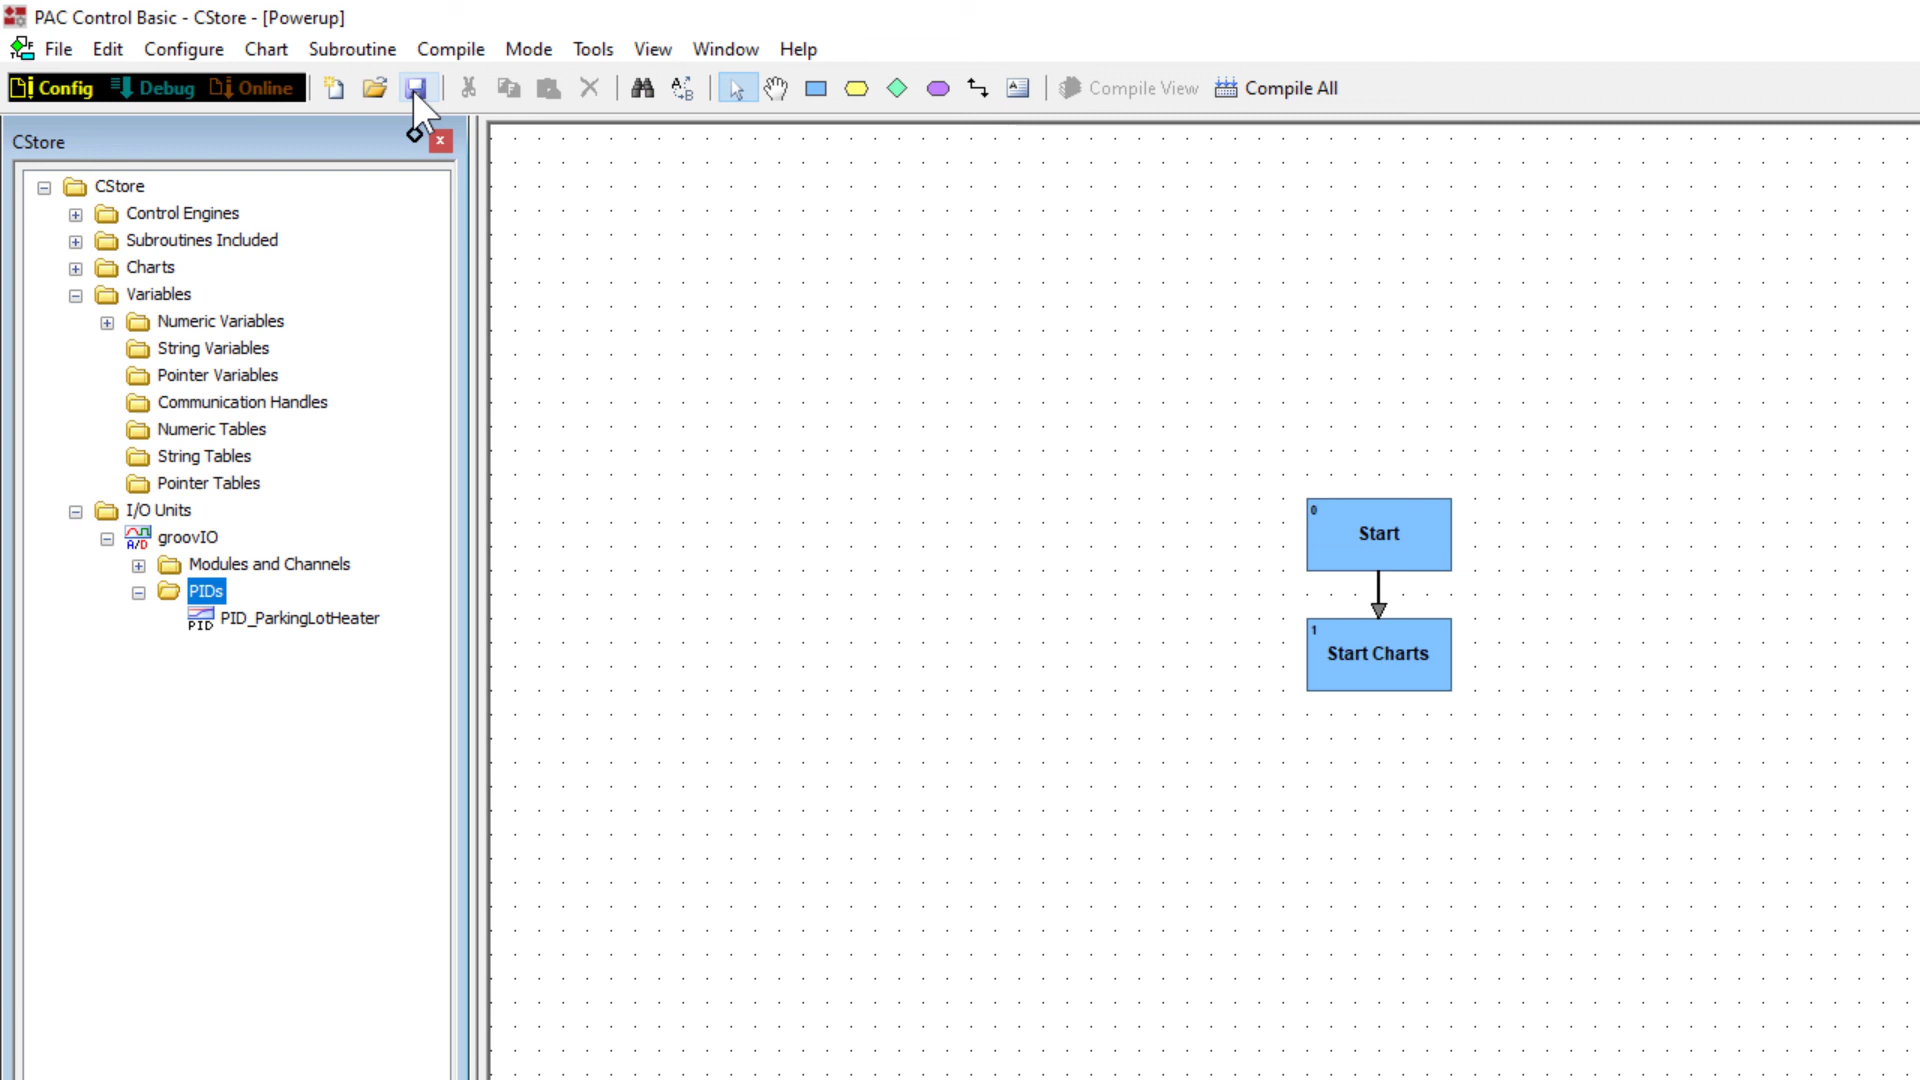 PAC Control Basic - CStore - [Powerup]
File Edit Configure Chart Subroutine Compile Mode Tools View Window Help
Config Debug Online A B Compile View Compile All
CStore
CStore
Control Engines
Subroutines Included
Charts
Variables
Numeric Variables
String Variables
Pointer Variables
Communication Handles
Numeric Tables
String Tables
Pointer Tables
I/O Units
A/D groovIO
Modules and Channels
PIDs
PID PID_ParkingLotHeater
0
Start
1
Start Charts